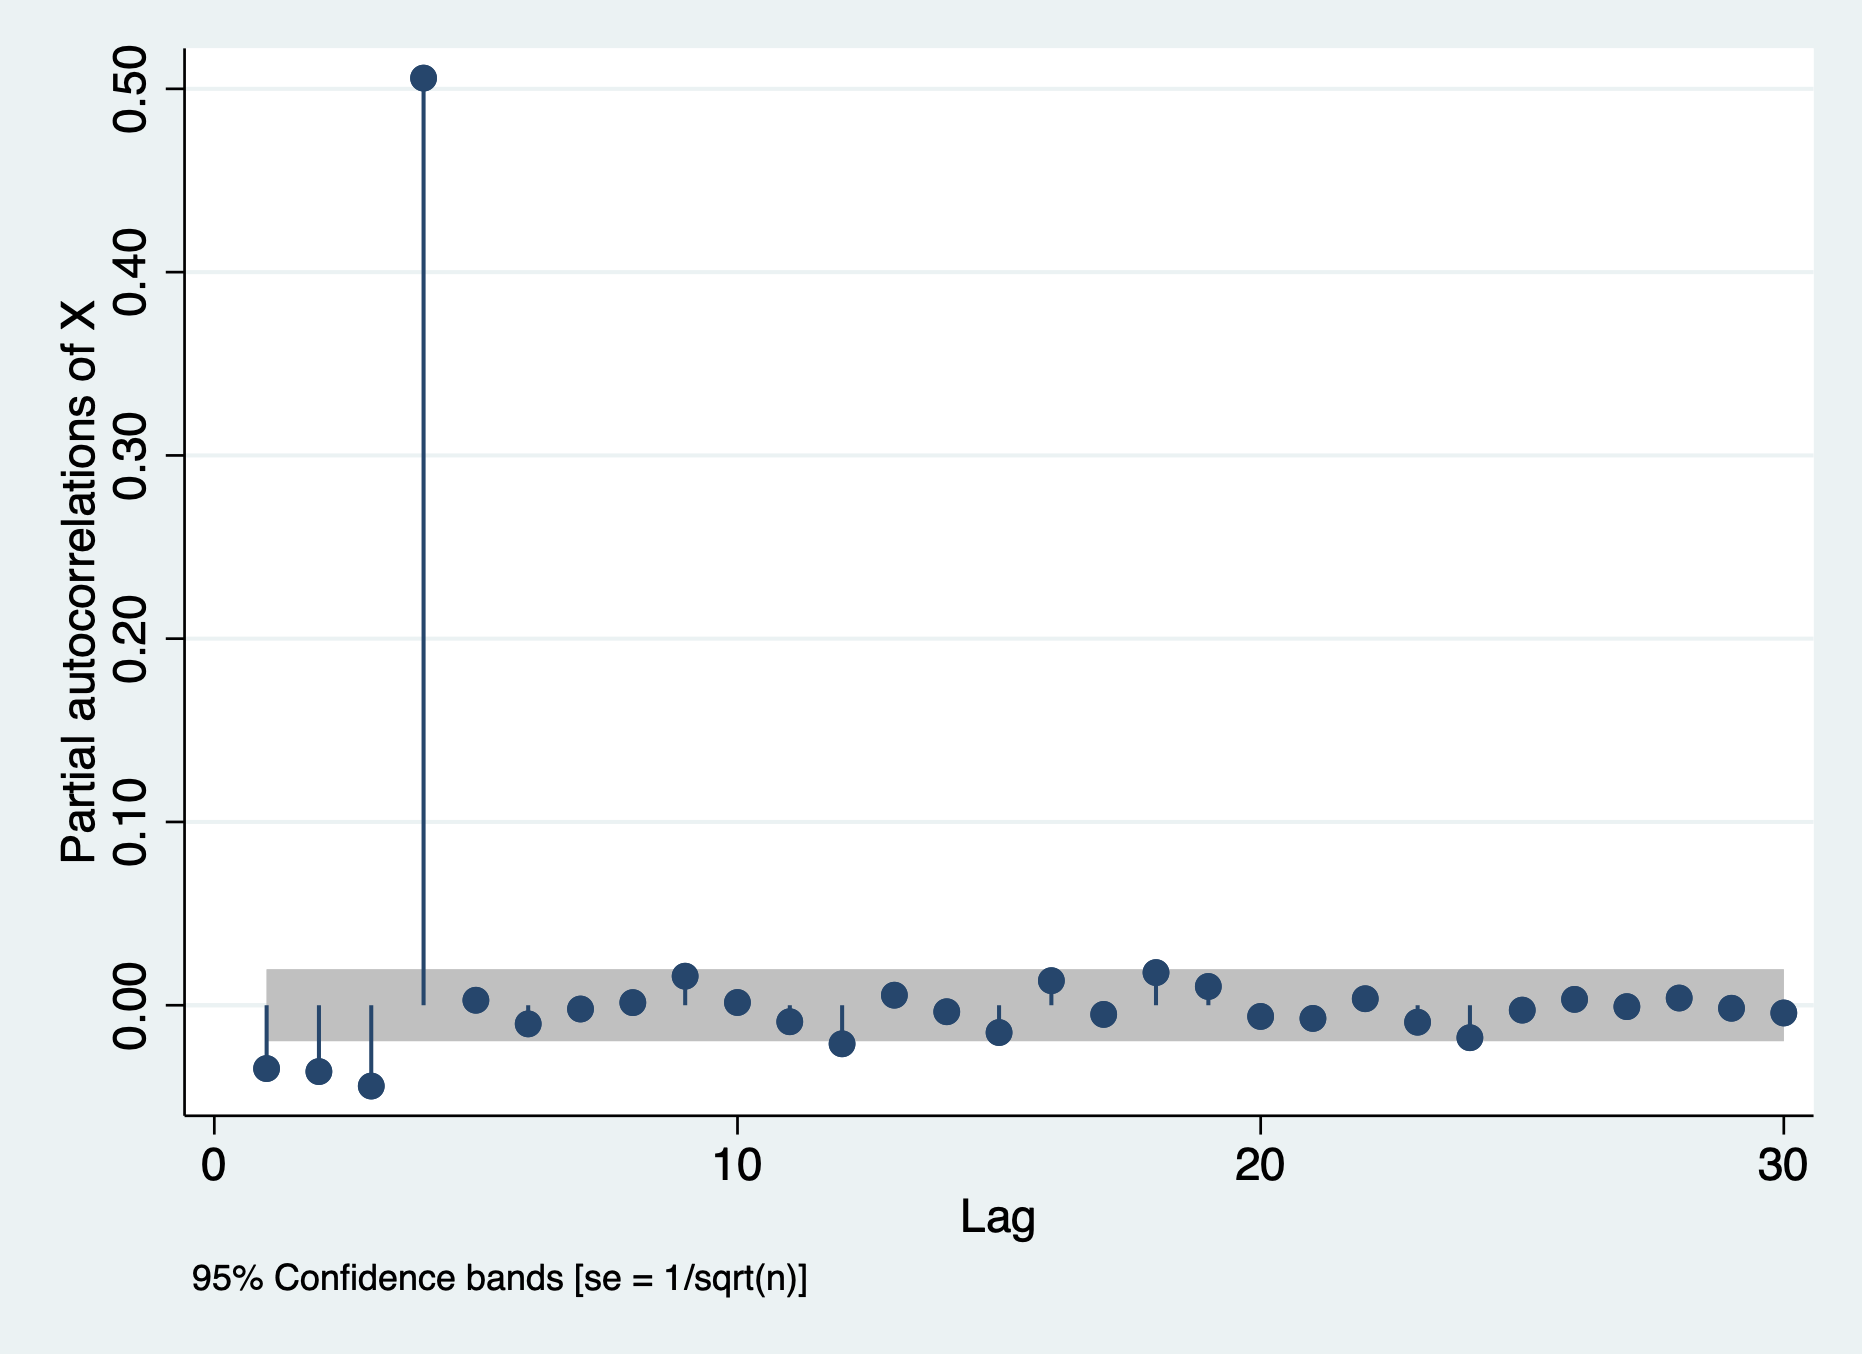 Partial autocorrelations of X
0.50
0.40
0.30
0.20
0.10
0.00
0 10 20 30
Lag
95% Confidence bands [se = 1/sqrt(n)]